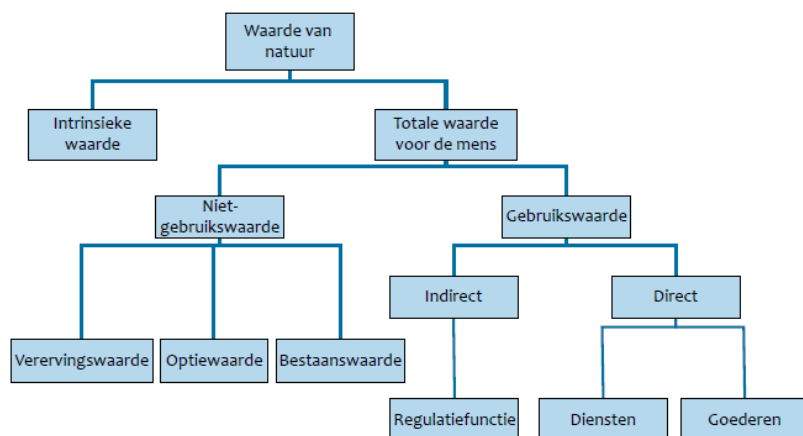 Waarde van
natuur
Intrinsieke
waarde
Totale waarde
voor de mens
Niet-
gebruikswaarde
Gebruikswaarde
Indirect
Direct
Verervingswaarde
Optiewaarde
Bestaanswaarde
Regulatiefunctie
Diensten
Goederen